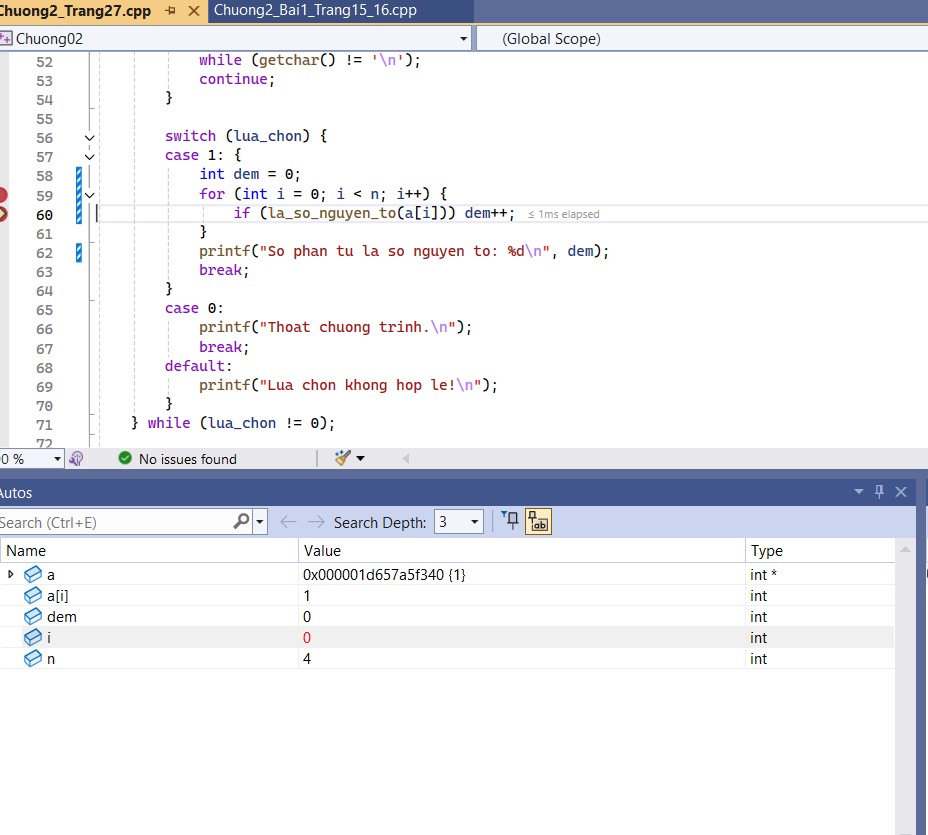 Chuong2_Trang27.cpp Chuong2_Bai1_Trang15_16.cpp
Chuong02 (Global Scope)
52 while (getchar() != '\n');
53 continue;
54 }
55
56 switch (lua_chon) {
57 case 1: {
58 int dem = 0;
59 for (int i = 0; i < n; i++) {
60 if (la_so_nguyen_to(a[i])) dem++; ≤ 1ms elapsed
61 }
62 printf("So phan tu la so nguyen to: %d\n", dem);
63 break;
64 }
65 case 0:
66 printf("Thoat chuong trinh.\n");
67 break;
68 default:
69 printf("Lua chon khong hop le!\n");
70 }
71 } while (lua_chon != 0);
72
0 % No issues found
Autos
Search (Ctrl+E) Search Depth: 3
Name Value Type
a 0x000001d657a5f340 {1} int *
a[i] 1 int
dem 0 int
i 0 int
n 4 int